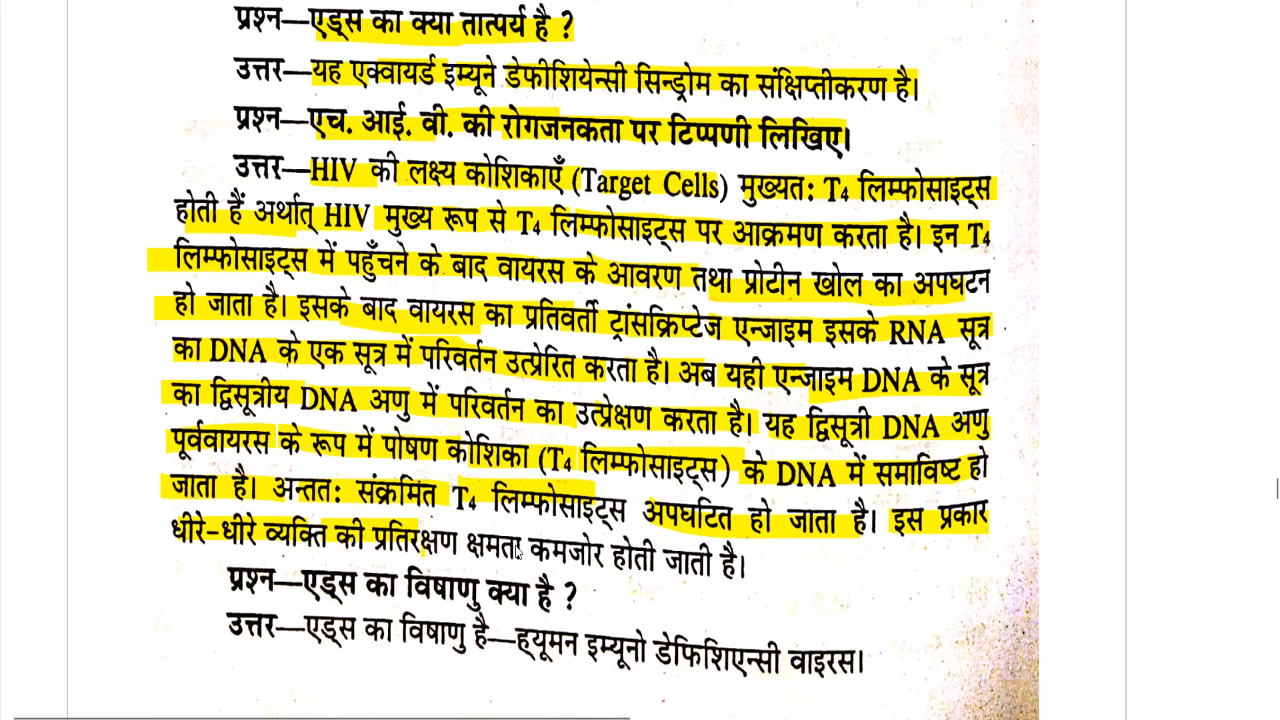 प्रश्न—एड्स का क्या तात्पर्य है ?
उत्तर—यह एक्वायर्ड इम्यूने डेफीशियेन्सी सिन्ड्रोम का संक्षिप्तीकरण है।
प्रश्न—एच. आई. वी. की रोगजनकता पर टिप्पणी लिखिए।
उत्तर—HIV की लक्ष्य कोशिकाएँ (Target Cells) मुख्यतः T₄ लिम्फोसाइट्स
होती हैं अर्थात् HIV मुख्य रूप से T₄ लिम्फोसाइट्स पर आक्रमण करता है। इन T₄
लिम्फोसाइट्स में पहुँचने के बाद वायरस के आवरण तथा प्रोटीन खोल का अपघटन
हो जाता है। इसके बाद वायरस का प्रतिवर्ती ट्रांसक्रिप्टेज एन्जाइम इसके RNA सूत्र
का DNA के एक सूत्र में परिवर्तन उत्प्रेरित करता है। अब यही एन्जाइम DNA के सूत्र
का द्विसूत्रीय DNA अणु में परिवर्तन का उत्प्रेक्षण करता है। यह द्विसूत्री DNA अणु
पूर्ववायरस के रूप में पोषण कोशिका (T₄ लिम्फोसाइट्स) के DNA में समाविष्ट हो
जाता है। अन्ततः संक्रमित T₄ लिम्फोसाइट्स अपघटित हो जाता है। इस प्रकार
धीरे-धीरे व्यक्ति की प्रतिरक्षण क्षमता कमजोर होती जाती है।
प्रश्न—एड्स का विषाणु क्या है ?
उत्तर—एड्स का विषाणु है—ह्यूमन इम्यूनो डेफिशिएन्सी वाइरस।